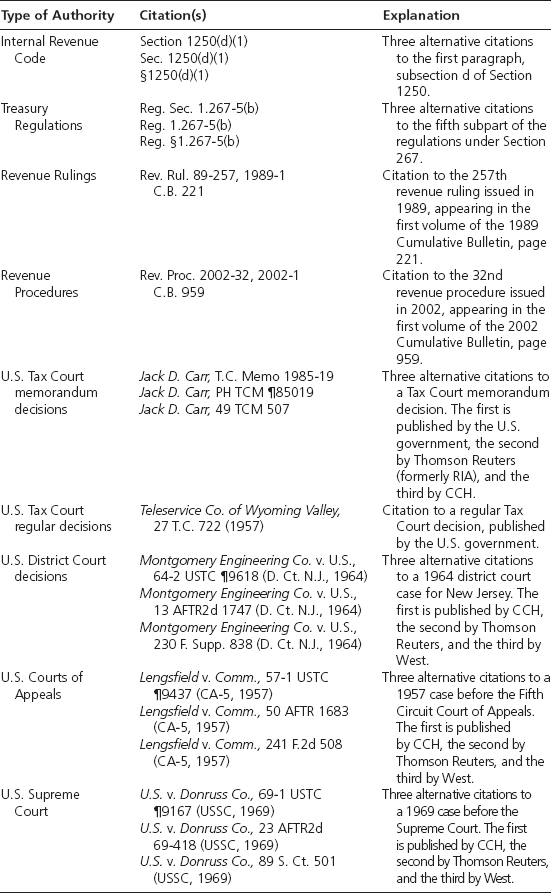 Type of Authority Citation(s) Explanation
Internal Revenue Code
Section 1250(d)(1)
Sec. 1250(d)(1)
§1250(d)(1)
Three alternative citations
to the first paragraph,
subsection d of Section
1250.
Treasury
Regulations
Reg. Sec. 1.267-5(b)
Reg. 1.267-5(b)
Reg. §1.267-5(b)
Three alternative citations
to the fifth subpart of the
regulations under Section
267.
Revenue Rulings
Rev. Rul. 89-257, 1989-1
C.B. 221
Citation to the 257th
revenue ruling issued in
1989, appearing in the
first volume of the 1989
Cumulative Bulletin, page
221.
Revenue
Procedures
Rev. Proc. 2002-32, 2002-1
C.B. 959
Citation to the 32nd
revenue procedure issued
in 2002, appearing in the
first volume of the 2002
Cumulative Bulletin, page
959.
U.S. Tax Court
memorandum
decisions
Jack D. Carr, T.C. Memo 1985-19
Jack D. Carr, PH TCM ¶85019
Jack D. Carr, 49 TCM 507
Three alternative citations to
a Tax Court memorandum
decision. The first is
published by the U.S.
government, the second
by Thomson Reuters
(formerly RIA), and the
third by CCH.
U.S. Tax Court
regular decisions
Teleservice Co. of Wyoming Valley,
27 T.C. 722 (1957)
Citation to a regular Tax
Court decision, published
by the U.S. government.
U.S. District Court
decisions
Montgomery Engineering Co. v. U.S.,
64-2 USTC ¶9618 (D. Ct. N.J., 1964)
Montgomery Engineering Co. v. U.S.,
13 AFTR2d 1747 (D. Ct. N.J., 1964)
Montgomery Engineering Co. v. U.S.,
230 F. Supp. 838 (D. Ct. N.J., 1964)
Three alternative citations
to a 1964 district court
case for New Jersey. The
first is published by CCH,
the second by Thomson
Reuters, and the third by
West.
U.S. Courts of
Appeals
Lengsfield v. Comm., 57-1 USTC
¶9437 (CA-5, 1957)
Lengsfield v. Comm., 50 AFTR 1683
(CA-5, 1957)
Lengsfield v. Comm., 241 F.2d 508
(CA-5, 1957)
Three alternative citations to a
1957 case before the Fifth
Circuit Court of Appeals.
The first is published
by CCH, the second by
Thomson Reuters, and the
third by West.
U.S. Supreme
Court
U.S. v. Donruss Co., 69-1 USTC
¶9167 (USSC, 1969)
U.S. v. Donruss Co., 23 AFTR2d
69-418 (USSC, 1969)
U.S. v. Donruss Co., 89 S. Ct. 501
(USSC, 1969)
Three alternative citations to
a 1969 case before the
Supreme Court. The first
is published by CCH, the
second by Thomson Reuters,
and the third by West.